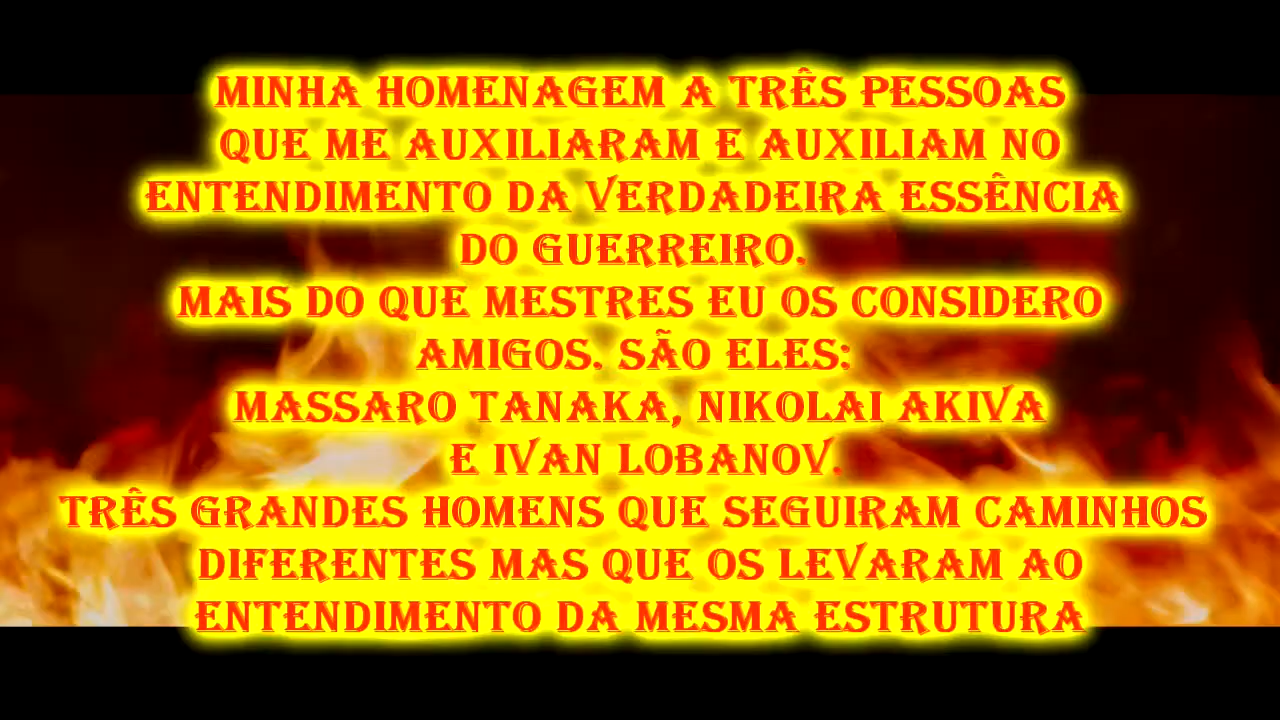 MINHA HOMENAGEM A TRÊS PESSOAS
QUE ME AUXILIARAM E AUXILIAM NO
ENTENDIMENTO DA VERDADEIRA ESSÊNCIA
DO GUERREIRO.
MAIS DO QUE MESTRES EU OS CONSIDERO
AMIGOS. SÃO ELES:
MASSARO TANAKA, NIKOLAI AKIVA
E IVAN LOBANOV.
TRÊS GRANDES HOMENS QUE SEGUIRAM CAMINHOS
DIFERENTES MAS QUE OS LEVARAM AO
ENTENDIMENTO DA MESMA ESTRUTURA